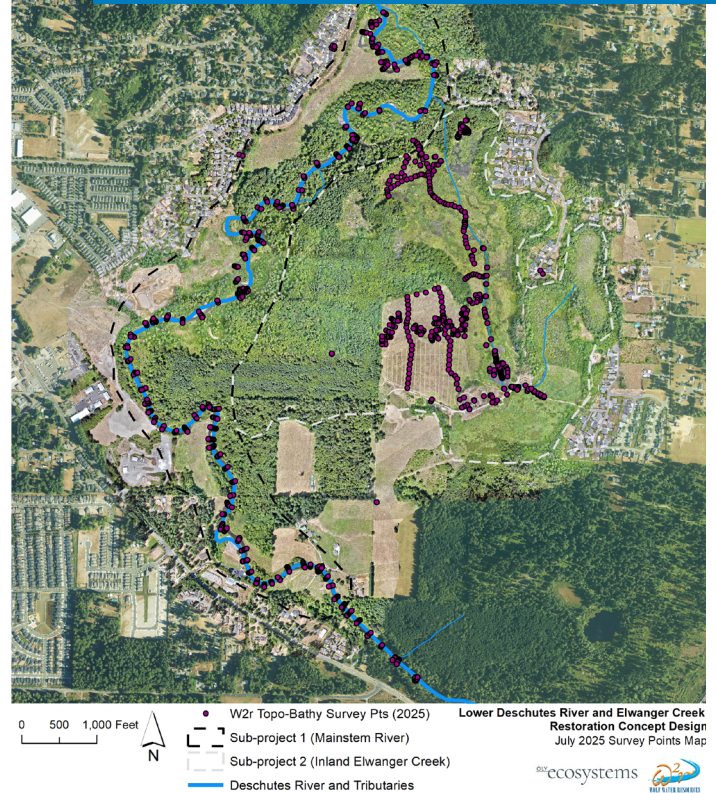 W2r Topo-Bathy Survey Pts (2025)
Sub-project 1 (Mainstem River)
Sub-project 2 (Inland Elwanger Creek)
Deschutes River and Tributaries
0 500 1,000 Feet
N
Lower Deschutes River and Elwanger Creek
Restoration Concept Design
July 2025 Survey Points Map
OLY ecosystems
W2r
WOLF WATER RESOURCES